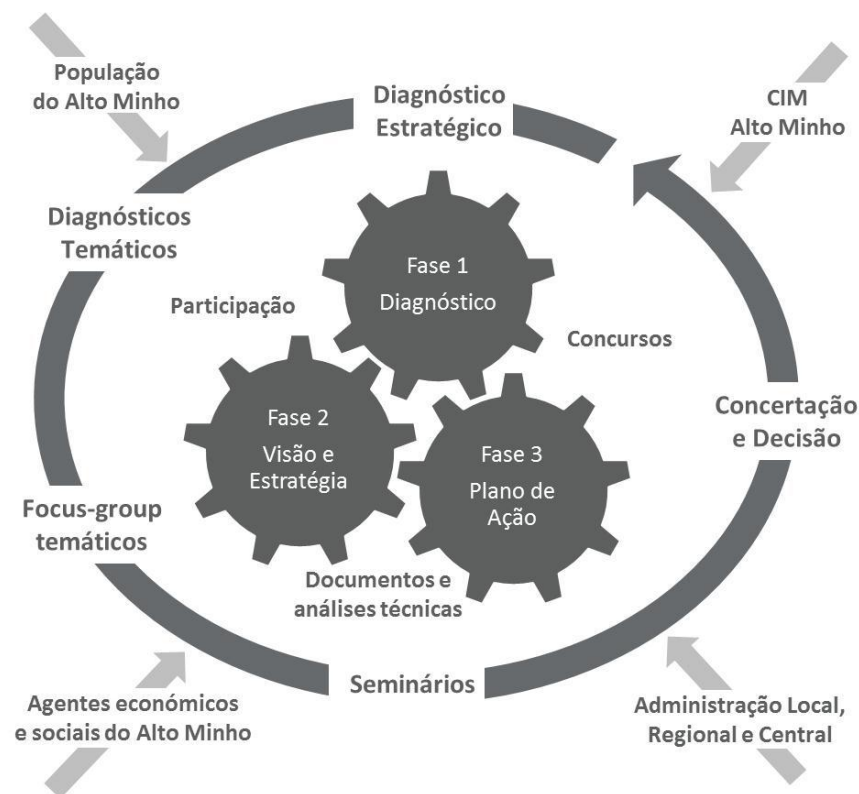 População
do Alto Minho
Diagnóstico
Estratégico
CIM
Alto Minho
Diagnósticos
Temáticos
Fase 1
Diagnóstico
Participação
Concursos
Fase 2
Visão e
Estratégia
Fase 3
Plano de
Ação
Concertação
e Decisão
Focus-group
temáticos
Documentos e
análises técnicas
Seminários
Agentes económicos
e sociais do Alto Minho
Administração Local,
Regional e Central